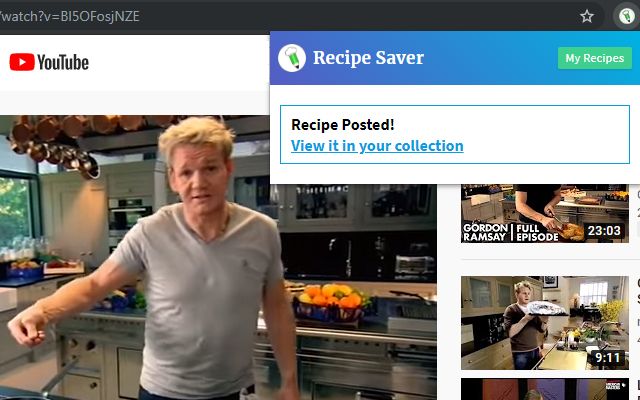 /watch?v=BI5OFosjNZE
YouTube
Recipe Saver
My Recipes
Recipe Posted!
View it in your collection
GORDON
RAMSAY
FULL
EPISODE
23:03
9:11